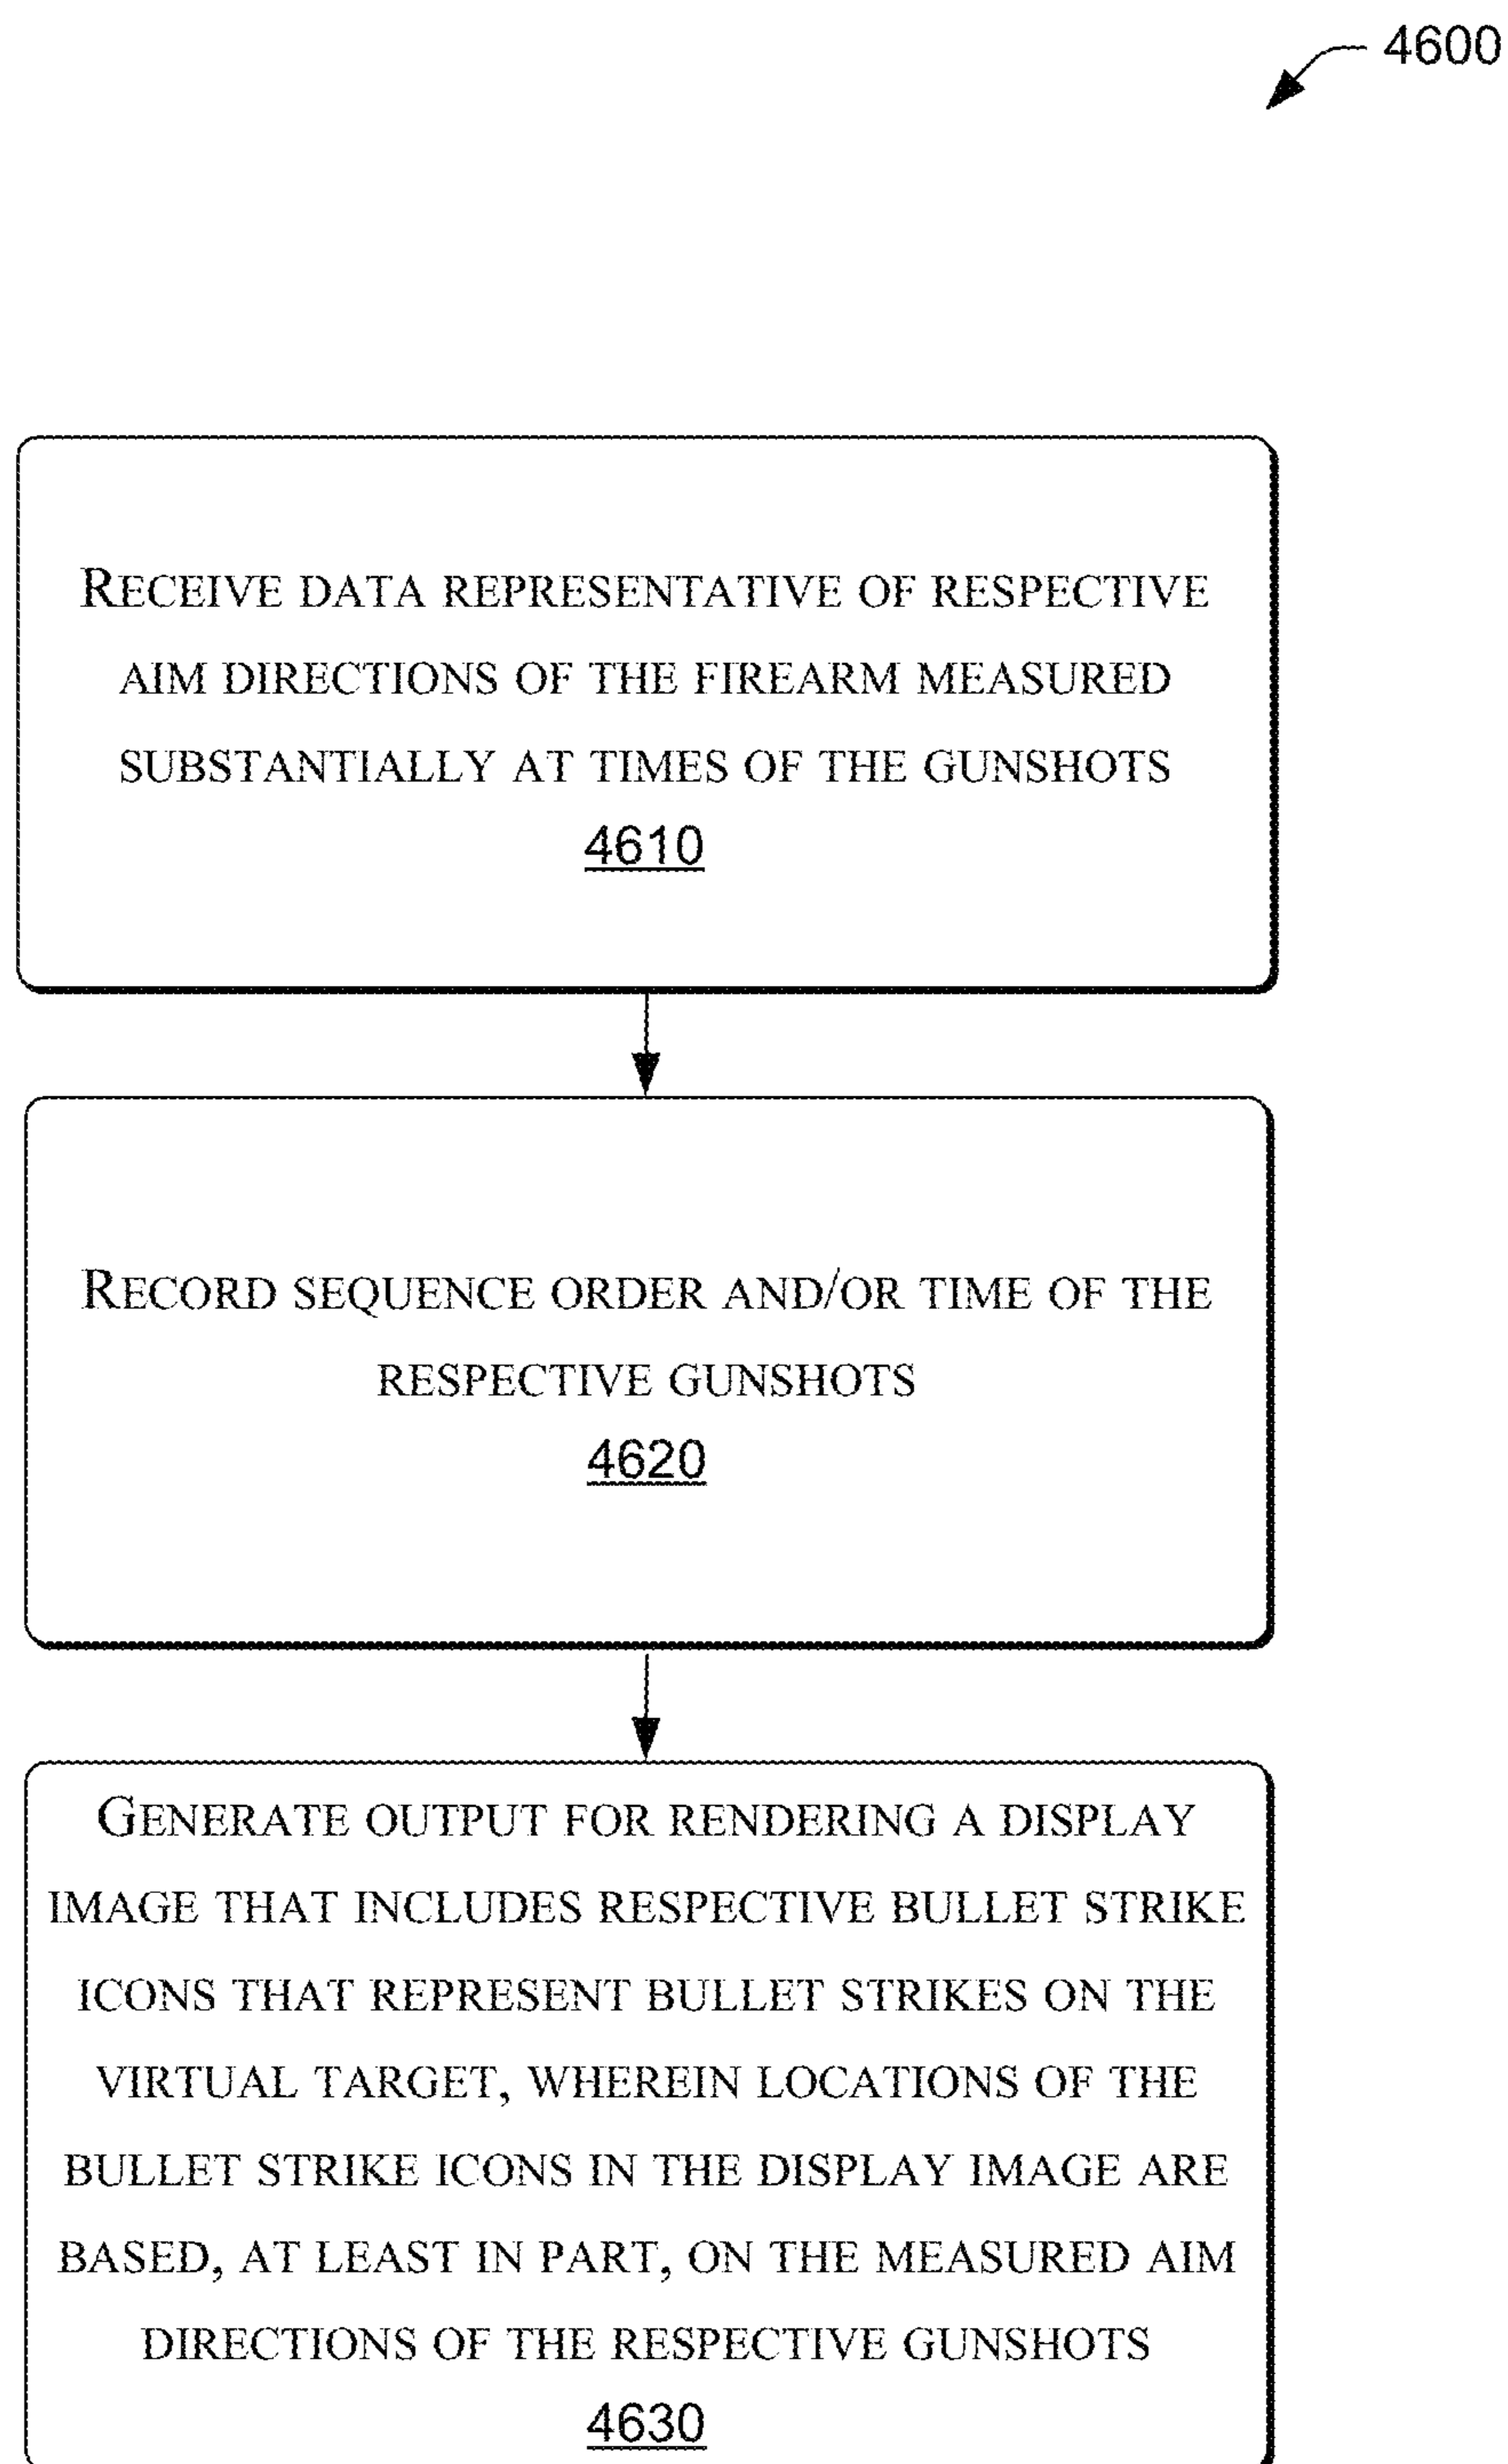 4600
RECEIVE DATA REPRESENTATIVE OF RESPECTIVE
AIM DIRECTIONS OF THE FIREARM MEASURED
SUBSTANTIALLY AT TIMES OF THE GUNSHOTS
4610
RECORD SEQUENCE ORDER AND/OR TIME OF THE
RESPECTIVE GUNSHOTS
4620
GENERATE OUTPUT FOR RENDERING A DISPLAY
IMAGE THAT INCLUDES RESPECTIVE BULLET STRIKE
ICONS THAT REPRESENT BULLET STRIKES ON THE
VIRTUAL TARGET, WHEREIN LOCATIONS OF THE
BULLET STRIKE ICONS IN THE DISPLAY IMAGE ARE
BASED, AT LEAST IN PART, ON THE MEASURED AIM
DIRECTIONS OF THE RESPECTIVE GUNSHOTS
4630